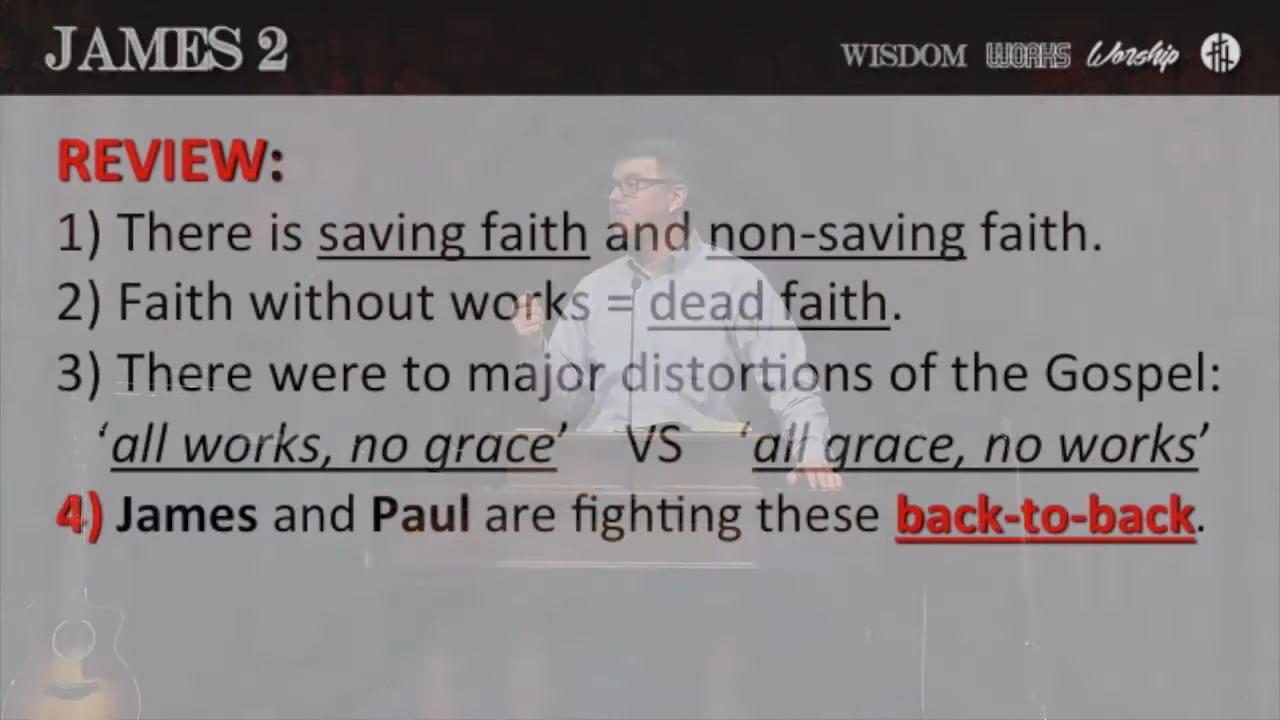 JAMES 2
WISDOM WORKS Worship
REVIEW:
1) There is saving faith and non-saving faith.
2) Faith without works = dead faith.
3) There were to major distortions of the Gospel:
‘all works, no grace’ VS ‘all grace, no works’
4) James and Paul are fighting these back-to-back.